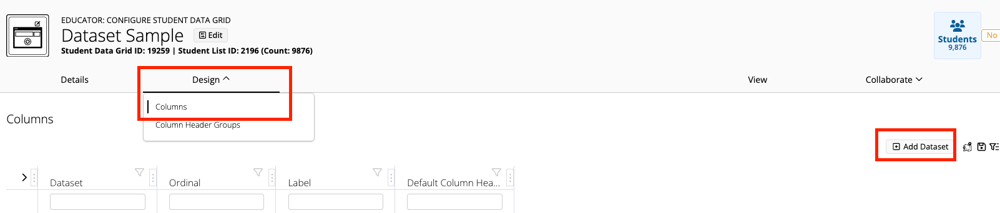 EDUCATOR: CONFIGURE STUDENT DATA GRID
Dataset Sample
Edit
Student Data Grid ID: 19259 | Student List ID: 2196 (Count: 9876)
Students
9,876
No
Details
Design
View
Collaborate
Columns
Column Header Groups
Columns
Add Dataset
Dataset
Ordinal
Label
Default Column Hea...